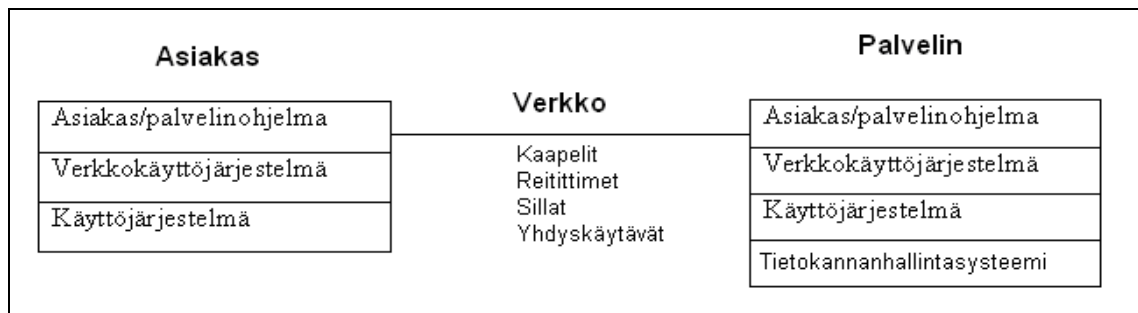 Asiakas
Asiakas/palvelinohjelma
Verkkokäyttöjärjestelmä
Käyttöjärjestelmä
Verkko
Kaapelit
Reitittimet
Sillat
Yhdyskäytävät
Palvelin
Asiakas/palvelinohjelma
Verkkokäyttöjärjestelmä
Käyttöjärjestelmä
Tietokannanhallintasysteemi